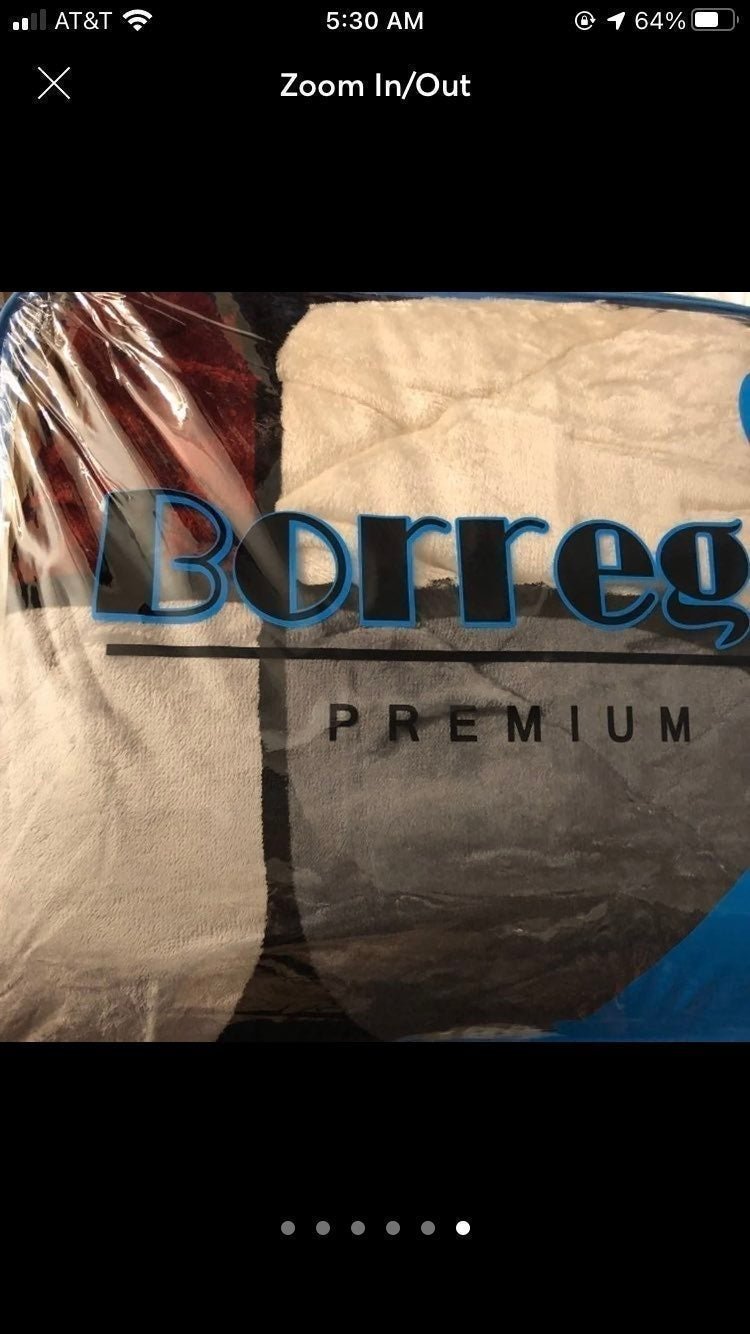 AT&T 5:30 AM 64%
Zoom In/Out
Borreg
PREMIUM